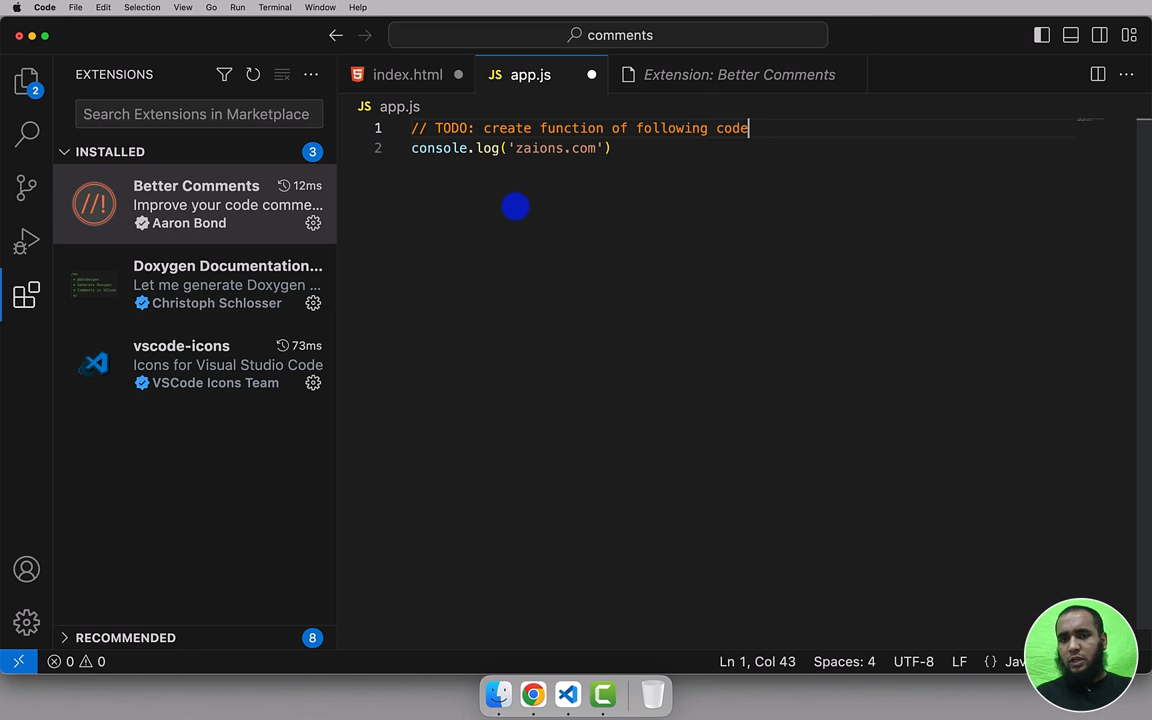 Code File Edit Selection View Go Run Terminal Window Help
comments
EXTENSIONS
index.html
JS app.js
Extension: Better Comments
Search Extensions in Marketplace
JS app.js
1 // TODO: create function of following code
2 console.log('zaions.com')
2
INSTALLED 3
Better Comments 12ms
Improve your code comme...
Aaron Bond
Doxygen Documentation...
Let me generate Doxygen ...
Christoph Schlosser
vscode-icons 73ms
Icons for Visual Studio Code
VSCode Icons Team
RECOMMENDED 8
0 0
Ln 1, Col 43 Spaces: 4 UTF-8 LF {} Jav